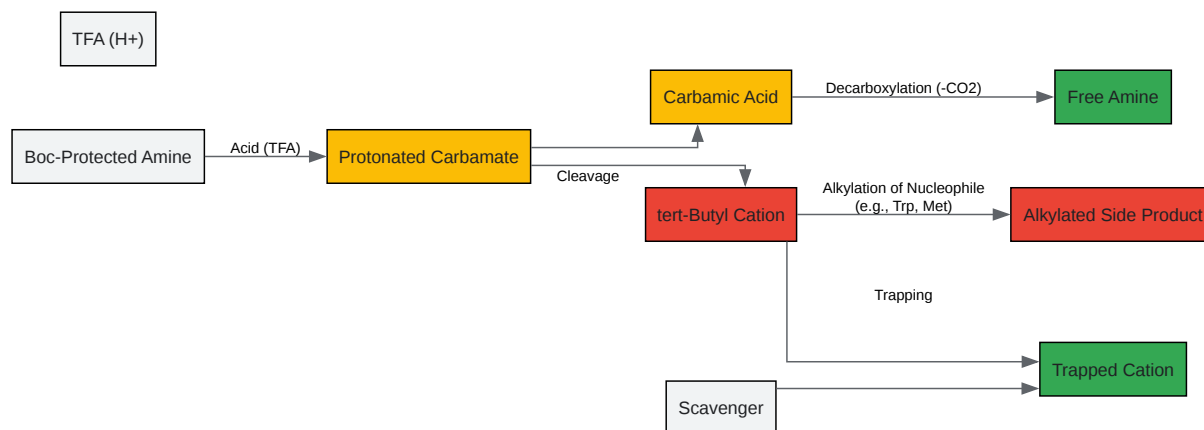 TFA (H+)
Boc-Protected Amine
Acid (TFA)
Protonated Carbamate
Cleavage
Carbamic Acid
Decarboxylation (-CO2)
Free Amine
tert-Butyl Cation
Alkylation of Nucleophile
(e.g., Trp, Met)
Alkylated Side Product
Trapping
Trapped Cation
Scavenger